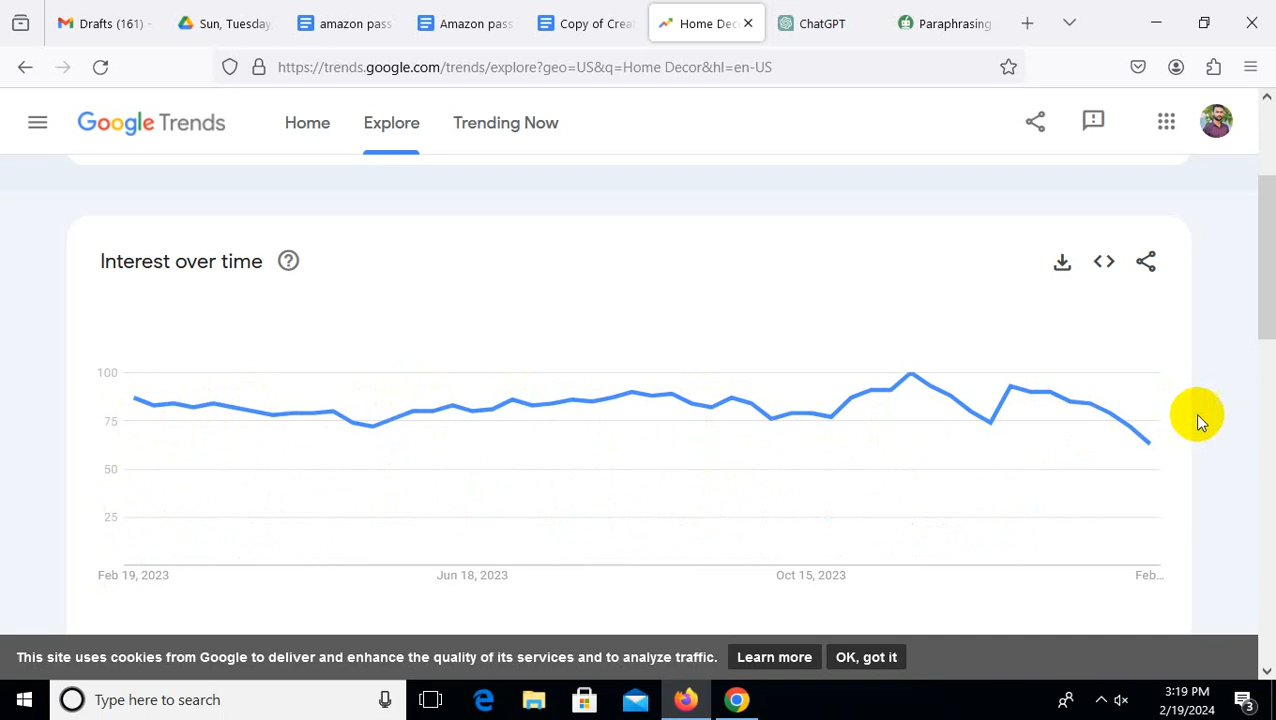 Drafts (161)
Sun, Tuesday,
amazon pass
Amazon pass
Copy of Crea
Home Dec
ChatGPT
Paraphrasing
https://trends.google.com/trends/explore?geo=US&q=Home Decor&hl=en-US
Google Trends
Home
Explore
Trending Now
Interest over time
100
75
50
25
Feb 19, 2023
Jun 18, 2023
Oct 15, 2023
Feb...
This site uses cookies from Google to deliver and enhance the quality of its services and to analyze traffic.
Learn more
OK, got it
Type here to search
3:19 PM
2/19/2024
3